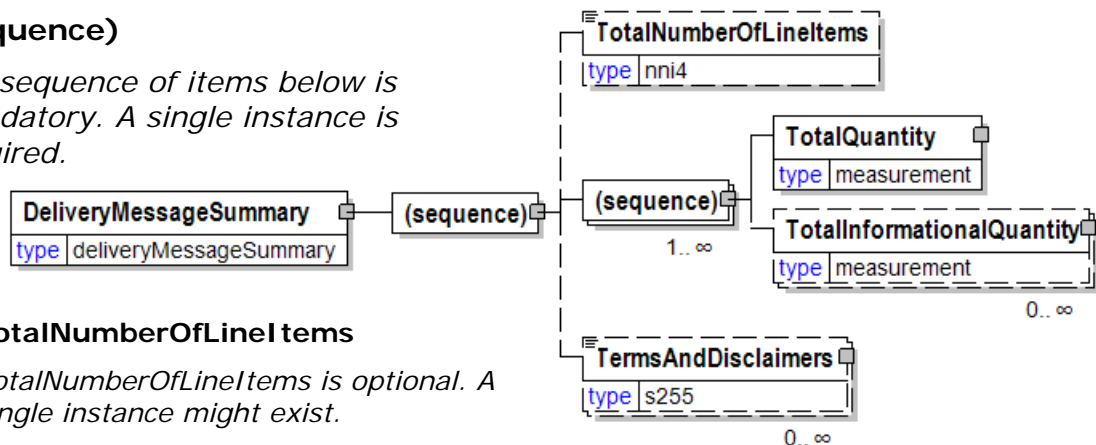 quence)
sequence of items below is
datory. A single instance is
uired.
otalNumberOfLineItems
otalNumberOfLineItems is optional. A
ngle instance might exist.
DeliveryMessageSummary
type deliveryMessageSummary
(sequence)
TotalNumberOfLineItems
type nni4
(sequence)
1.. ∞
TotalQuantity
type measurement
TotalInformationalQuantity
type measurement
0.. ∞
TermsAndDisclaimers
type s255
0.. ∞